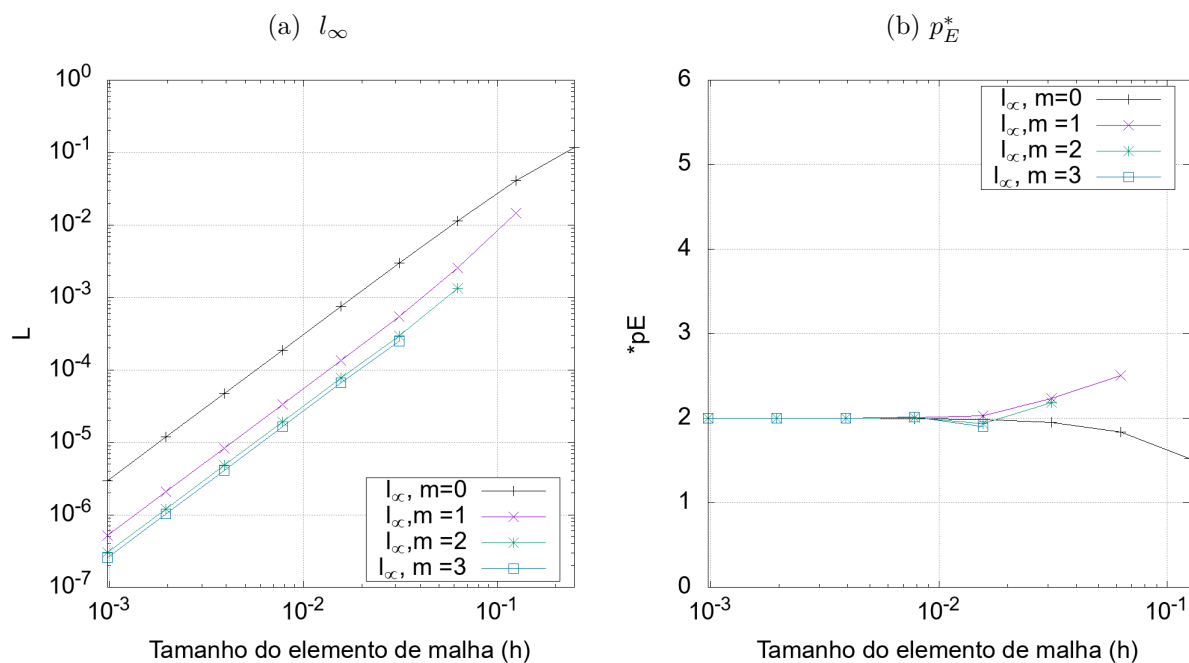 (a) l∞
10^0
10^-1
10^-2
10^-3
10^-4
10^-5
10^-6
10^-7
L
10^-3
10^-2
10^-1
Tamanho do elemento de malha (h)
l∞, m=0
l∞,m =1
l∞,m =2
l∞, m =3
(b) p*E
6
5
4
3
2
1
0
*pE
10^-3
10^-2
10^-1
Tamanho do elemento de malha (h)
l∞, m=0
l∞,m =1
l∞,m =2
l∞, m =3